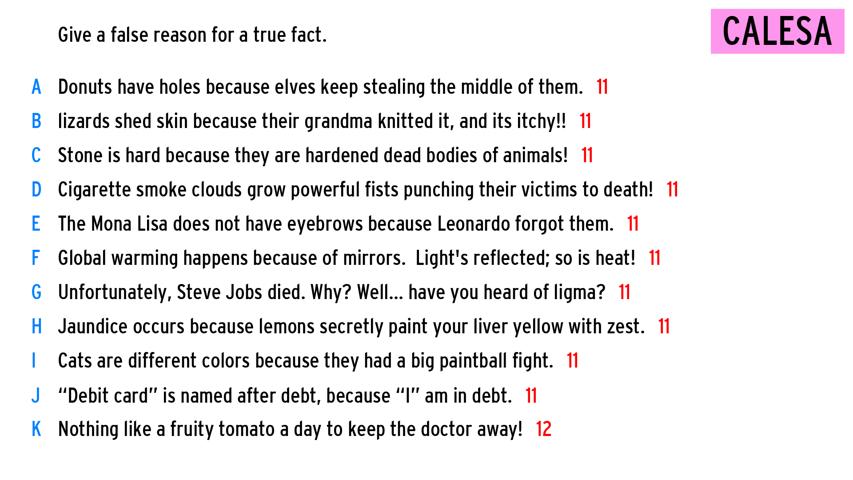 Give a false reason for a true fact.
CALESA
A Donuts have holes because elves keep stealing the middle of them. 11
B lizards shed skin because their grandma knitted it, and its itchy!! 11
C Stone is hard because they are hardened dead bodies of animals! 11
D Cigarette smoke clouds grow powerful fists punching their victims to death! 11
E The Mona Lisa does not have eyebrows because Leonardo forgot them. 11
F Global warming happens because of mirrors.  Light's reflected; so is heat! 11
G Unfortunately, Steve Jobs died. Why? Well... have you heard of ligma? 11
H Jaundice occurs because lemons secretly paint your liver yellow with zest. 11
I Cats are different colors because they had a big paintball fight. 11
J “Debit card” is named after debt, because “I” am in debt. 11
K Nothing like a fruity tomato a day to keep the doctor away! 12